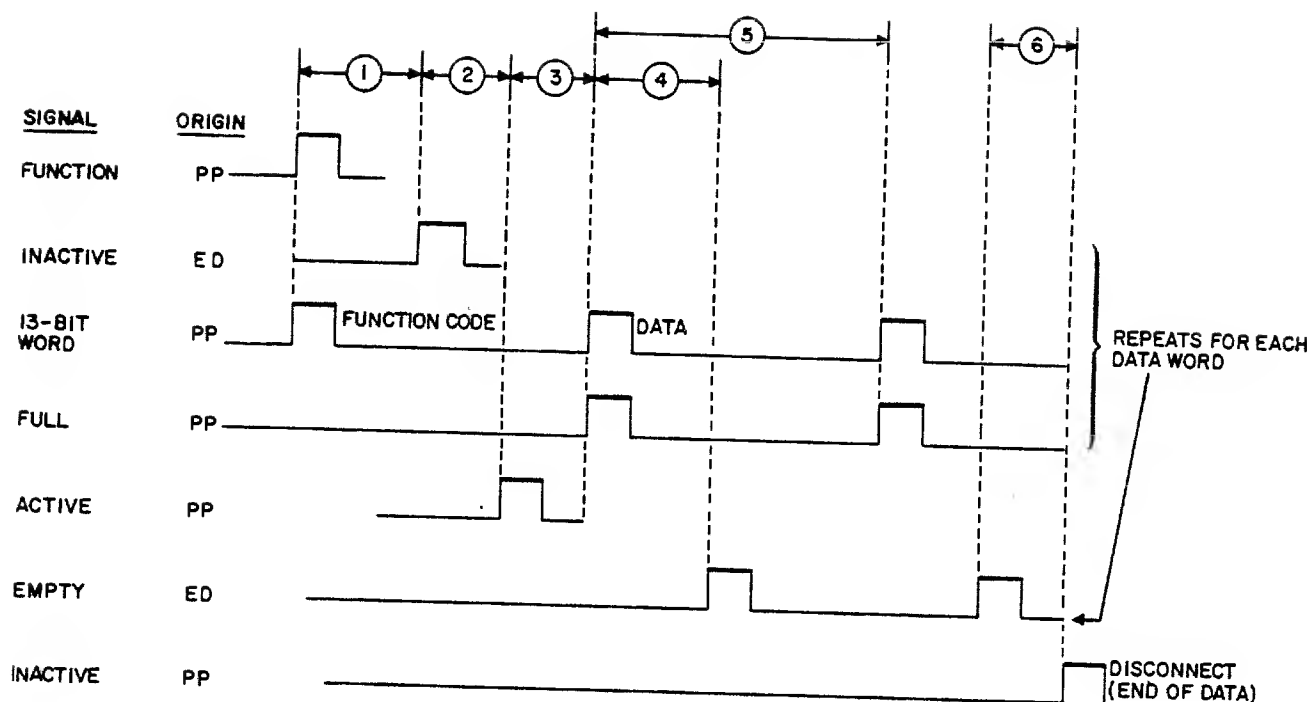 5
6
1
2
3
4
SIGNAL ORIGIN
FUNCTION PP
INACTIVE ED
13-BIT
WORD
PP
FUNCTION CODE
DATA
REPEATS FOR EACH
DATA WORD
FULL PP
ACTIVE PP
EMPTY ED
INACTIVE PP
DISCONNECT
(END OF DATA)